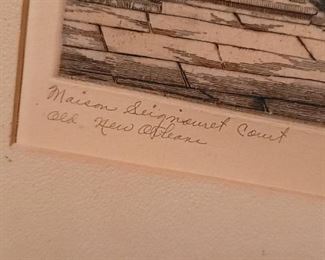 Maison Seignouret Court
Old New Orleans